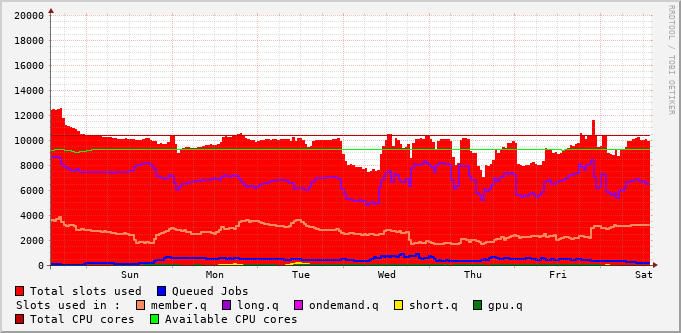 20000
18000
16000
14000
12000
10000
8000
6000
4000
2000
0
Sun Mon Tue Wed Thu Fri Sat
RRDTOOL / TOBI OETIKER
Total slots used Queued Jobs
Slots used in : member.q long.q ondemand.q short.q gpu.q
Total CPU cores Available CPU cores